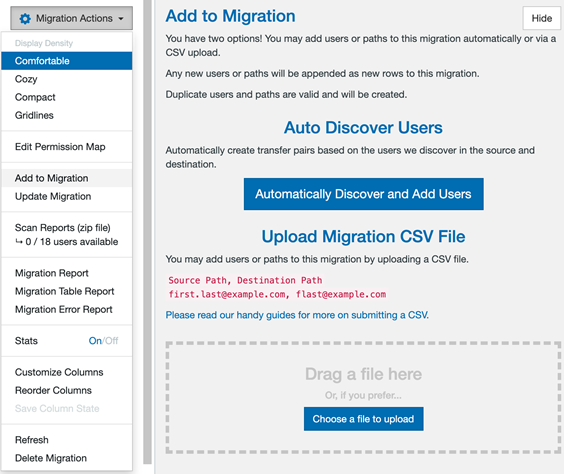 Migration Actions
Display Density
Comfortable
Cozy
Compact
Gridlines
Edit Permission Map
Add to Migration
Update Migration
Scan Reports (zip file)
↳ 0 / 18 users available
Migration Report
Migration Table Report
Migration Error Report
Stats On/Off
Customize Columns
Reorder Columns
Save Column State
Refresh
Delete Migration
Add to Migration
Hide
You have two options! You may add users or paths to this migration automatically or via a
CSV upload.
Any new users or paths will be appended as new rows to this migration.
Duplicate users and paths are valid and will be created.
Auto Discover Users
Automatically create transfer pairs based on the users we discover in the source and
destination.
Automatically Discover and Add Users
Upload Migration CSV File
You may add users or paths to this migration by uploading a CSV file.
Source Path, Destination Path
first.last@example.com, flast@example.com
Please read our handy guides for more on submitting a CSV.
Drag a file here
Or, if you prefer...
Choose a file to upload